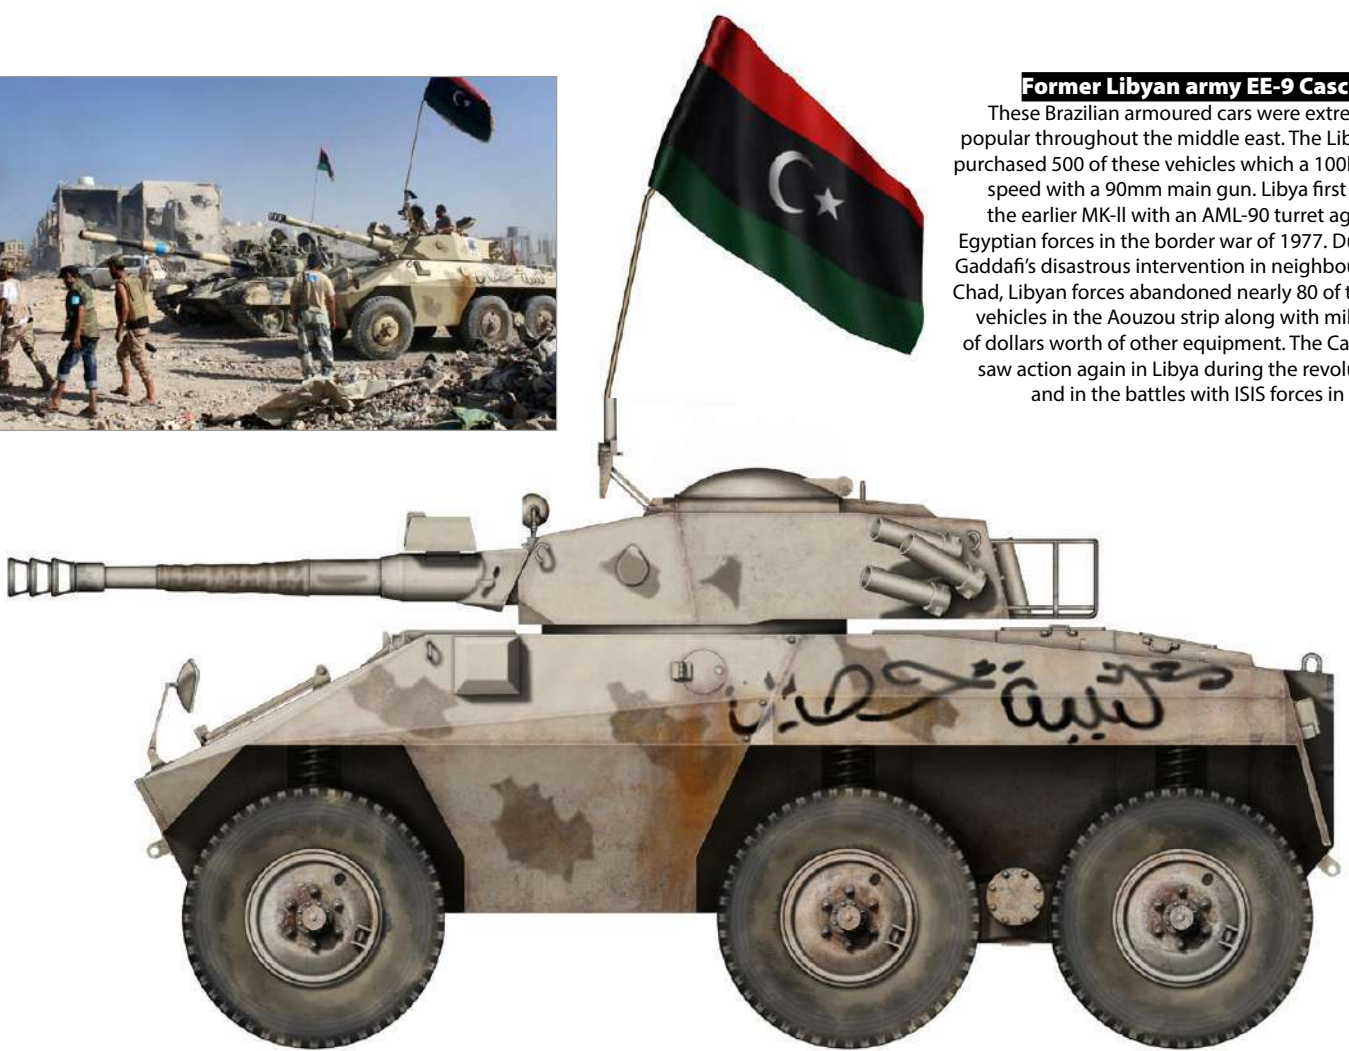 Former Libyan army EE-9 Casc
These Brazilian armoured cars were extre
popular throughout the middle east. The Lib
purchased 500 of these vehicles which a 100
speed with a 90mm main gun. Libya first
the earlier MK-ll with an AML-90 turret ag
Egyptian forces in the border war of 1977. Du
Gaddafi's disastrous intervention in neighbou
Chad, Libyan forces abandoned nearly 80 of t
vehicles in the Aouzou strip along with mil
of dollars worth of other equipment. The Ca
saw action again in Libya during the revolu
and in the battles with ISIS forces in